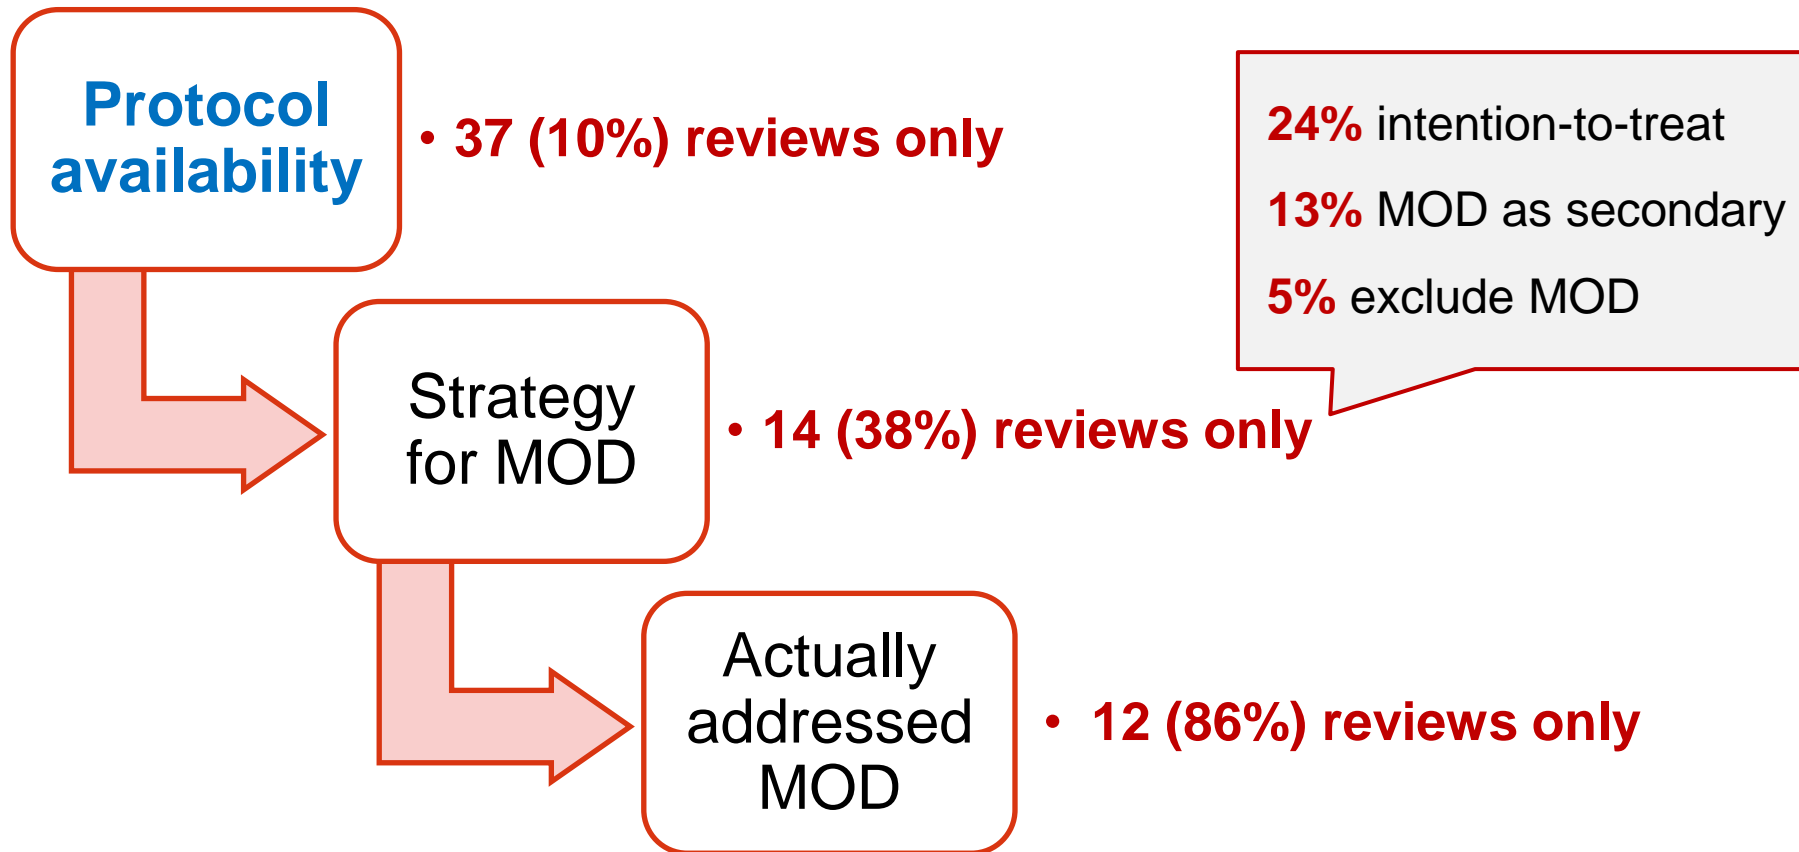 Protocol
availability
• 37 (10%) reviews only
24% intention-to-treat
13% MOD as secondary
5% exclude MOD
Strategy
for MOD
• 14 (38%) reviews only
Actually
addressed
MOD
• 12 (86%) reviews only